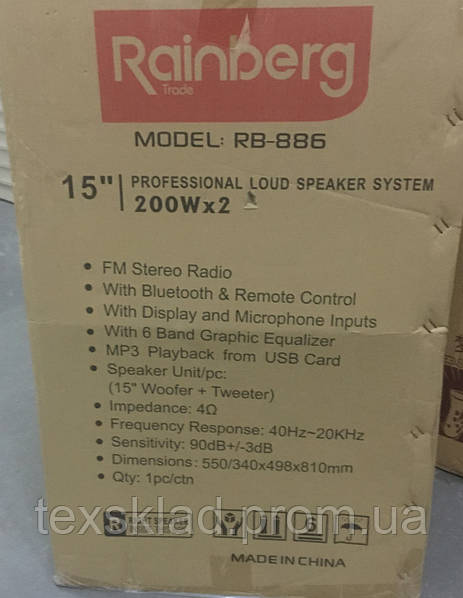 Rainberg
Trade
MODEL: RB-886
15" PROFESSIONAL LOUD SPEAKER SYSTEM
200Wx2
• FM Stereo Radio
• With Bluetooth & Remote Control
• With Display and Microphone Inputs
• With 6 Band Graphic Equalizer
• MP3 Playback from USB Card
• Speaker Unit/pc:
(15" Woofer + Tweeter)
• Impedance: 4Ω
• Frequency Response: 40Hz~20KHz
• Sensitivity: 90dB+/-3dB
• Dimensions: 550/340x498x810mm
• Qty: 1pc/ctn
RIGHT SPEAKER
6
texsklad.prom.ua
MADE IN CHINA